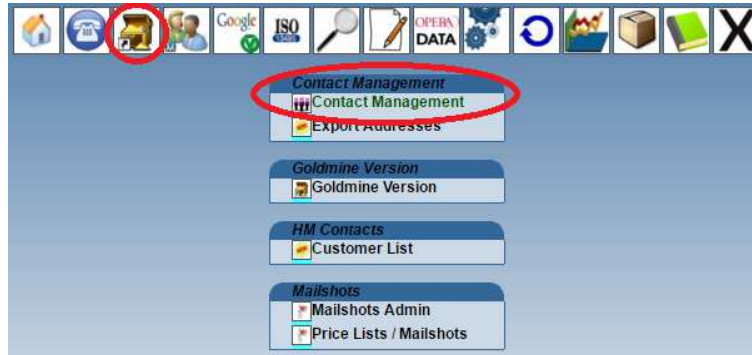 Google
ISO
OPERA
DATA
X
Contact Management
Contact Management
Export Addresses
Goldmine Version
Goldmine Version
HM Contacts
Customer List
Mailshots
Mailshots Admin
Price Lists / Mailshots